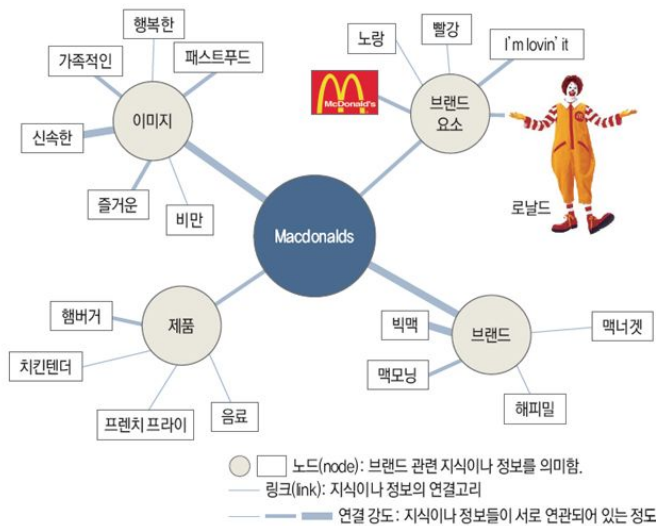 행복한
가족적인
패스트푸드
이미지
신속한
즐거운
비만
노랑
빨강
I'm lovin' it
McDonald's
브랜드
요소
로날드
Macdonalds
햄버거
제품
치킨텐더
프렌치 프라이
음료
빅맥
브랜드
맥너겟
맥모닝
해피밀
노드(node): 브랜드 관련 지식이나 정보를 의미함.
링크(link): 지식이나 정보의 연결고리
연결 강도: 지식이나 정보들이 서로 연관되어 있는 정도